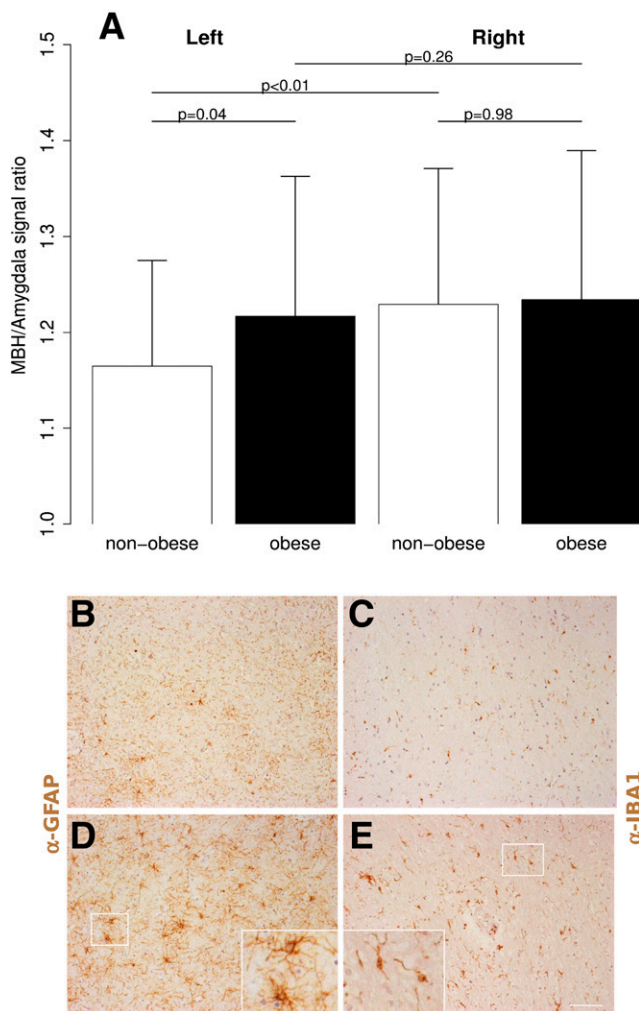 A
Left
Right
p=0.26
p<0.01
p=0.04
p=0.98
MBH/Amygdala signal ratio
1.5
1.4
1.3
1.2
1.1
1.0
non−obese
obese
non−obese
obese
B
C
α-GFAP
α-IBA1
D
E